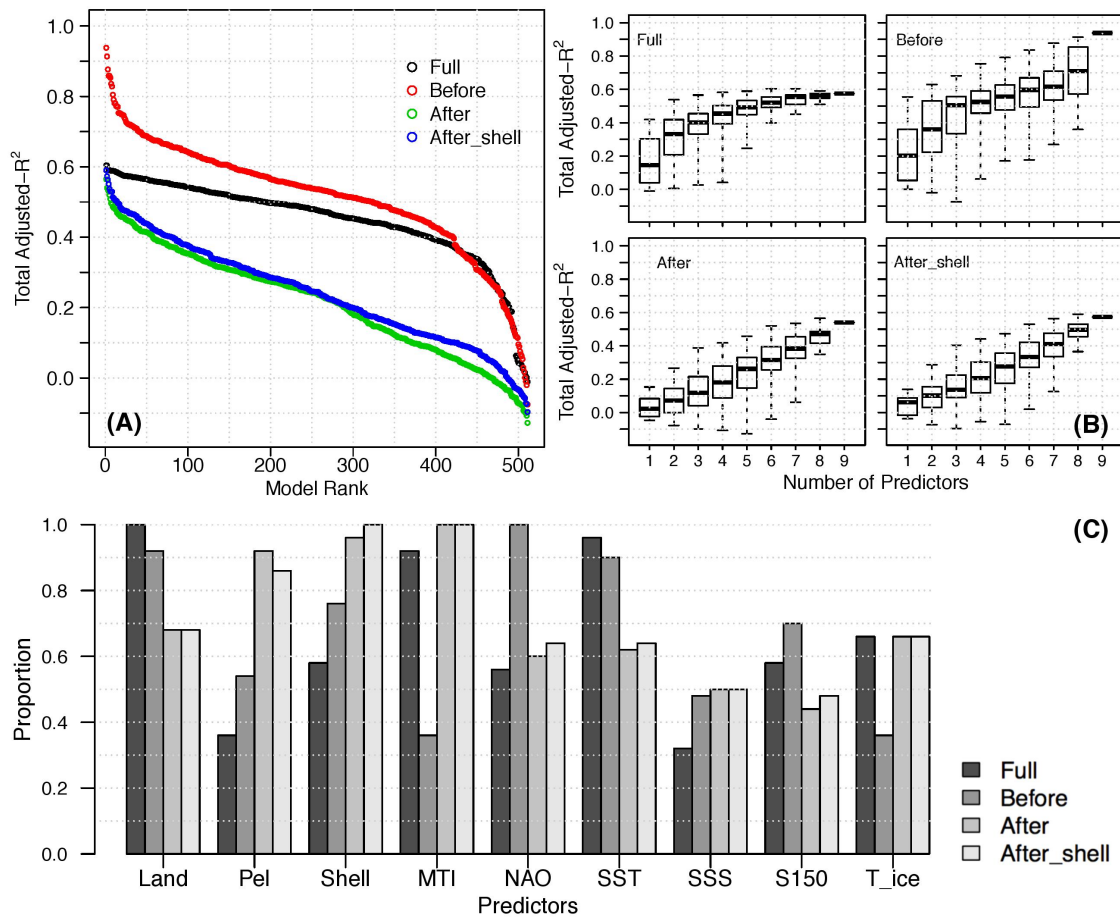 Total Adjusted−R2
1.0
0.8
0.6
0.4
0.2
0.0
Full
Before
After
After_shell
(A)
0 100 200 300 400 500
Model Rank
Total Adjusted−R2
1.0
0.8
0.6
0.4
0.2
0.0
Full
Before
Total Adjusted−R2
1.0
0.8
0.6
0.4
0.2
0.0
After
After_shell
(B)
1 2 3 4 5 6 7 8 9 1 2 3 4 5 6 7 8 9
Number of Predictors
(C)
Proportion
1.0
0.8
0.6
0.4
0.2
0.0
Land Pel Shell MTI NAO SST SSS S150 T_ice
Predictors
Full
Before
After
After_shell